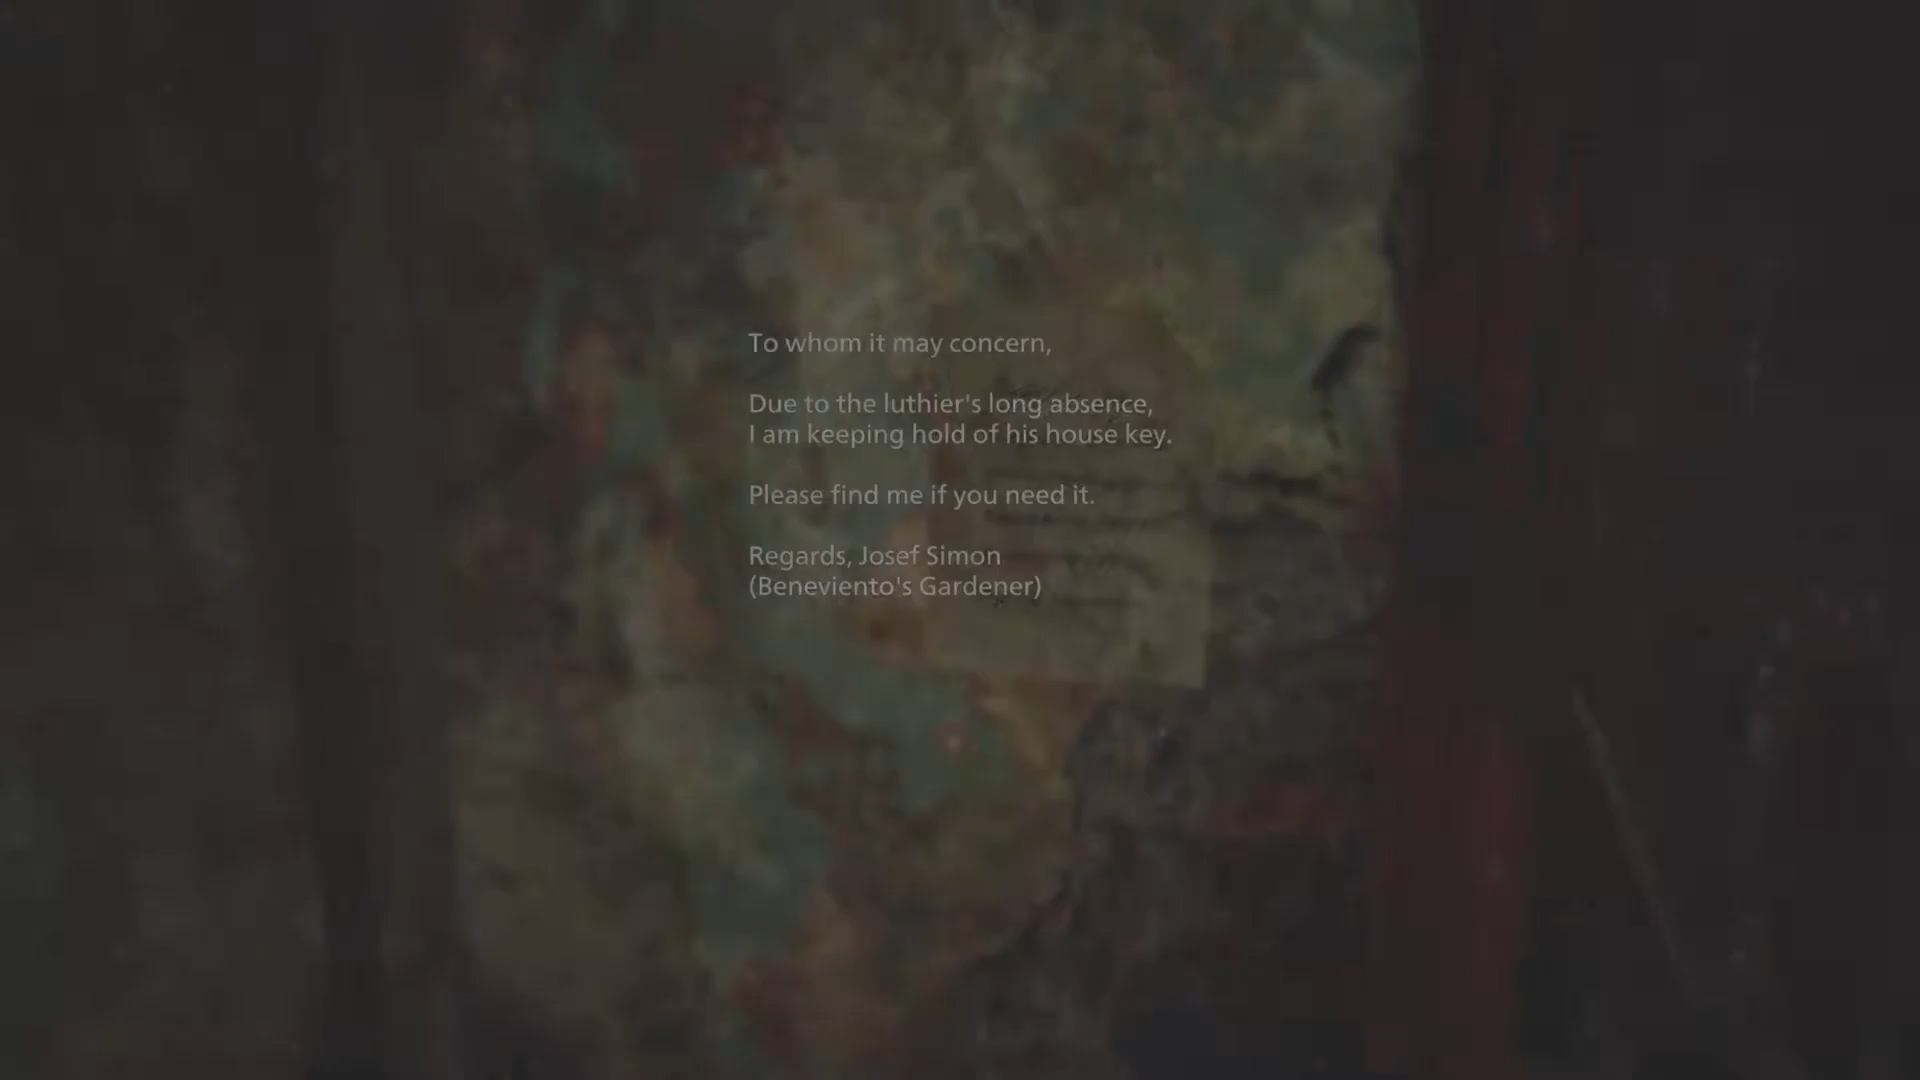 To whom it may concern,
Due to the luthier's long absence,
I am keeping hold of his house key.
Please find me if you need it.
Regards, Josef Simon
(Beneviento's Gardener)